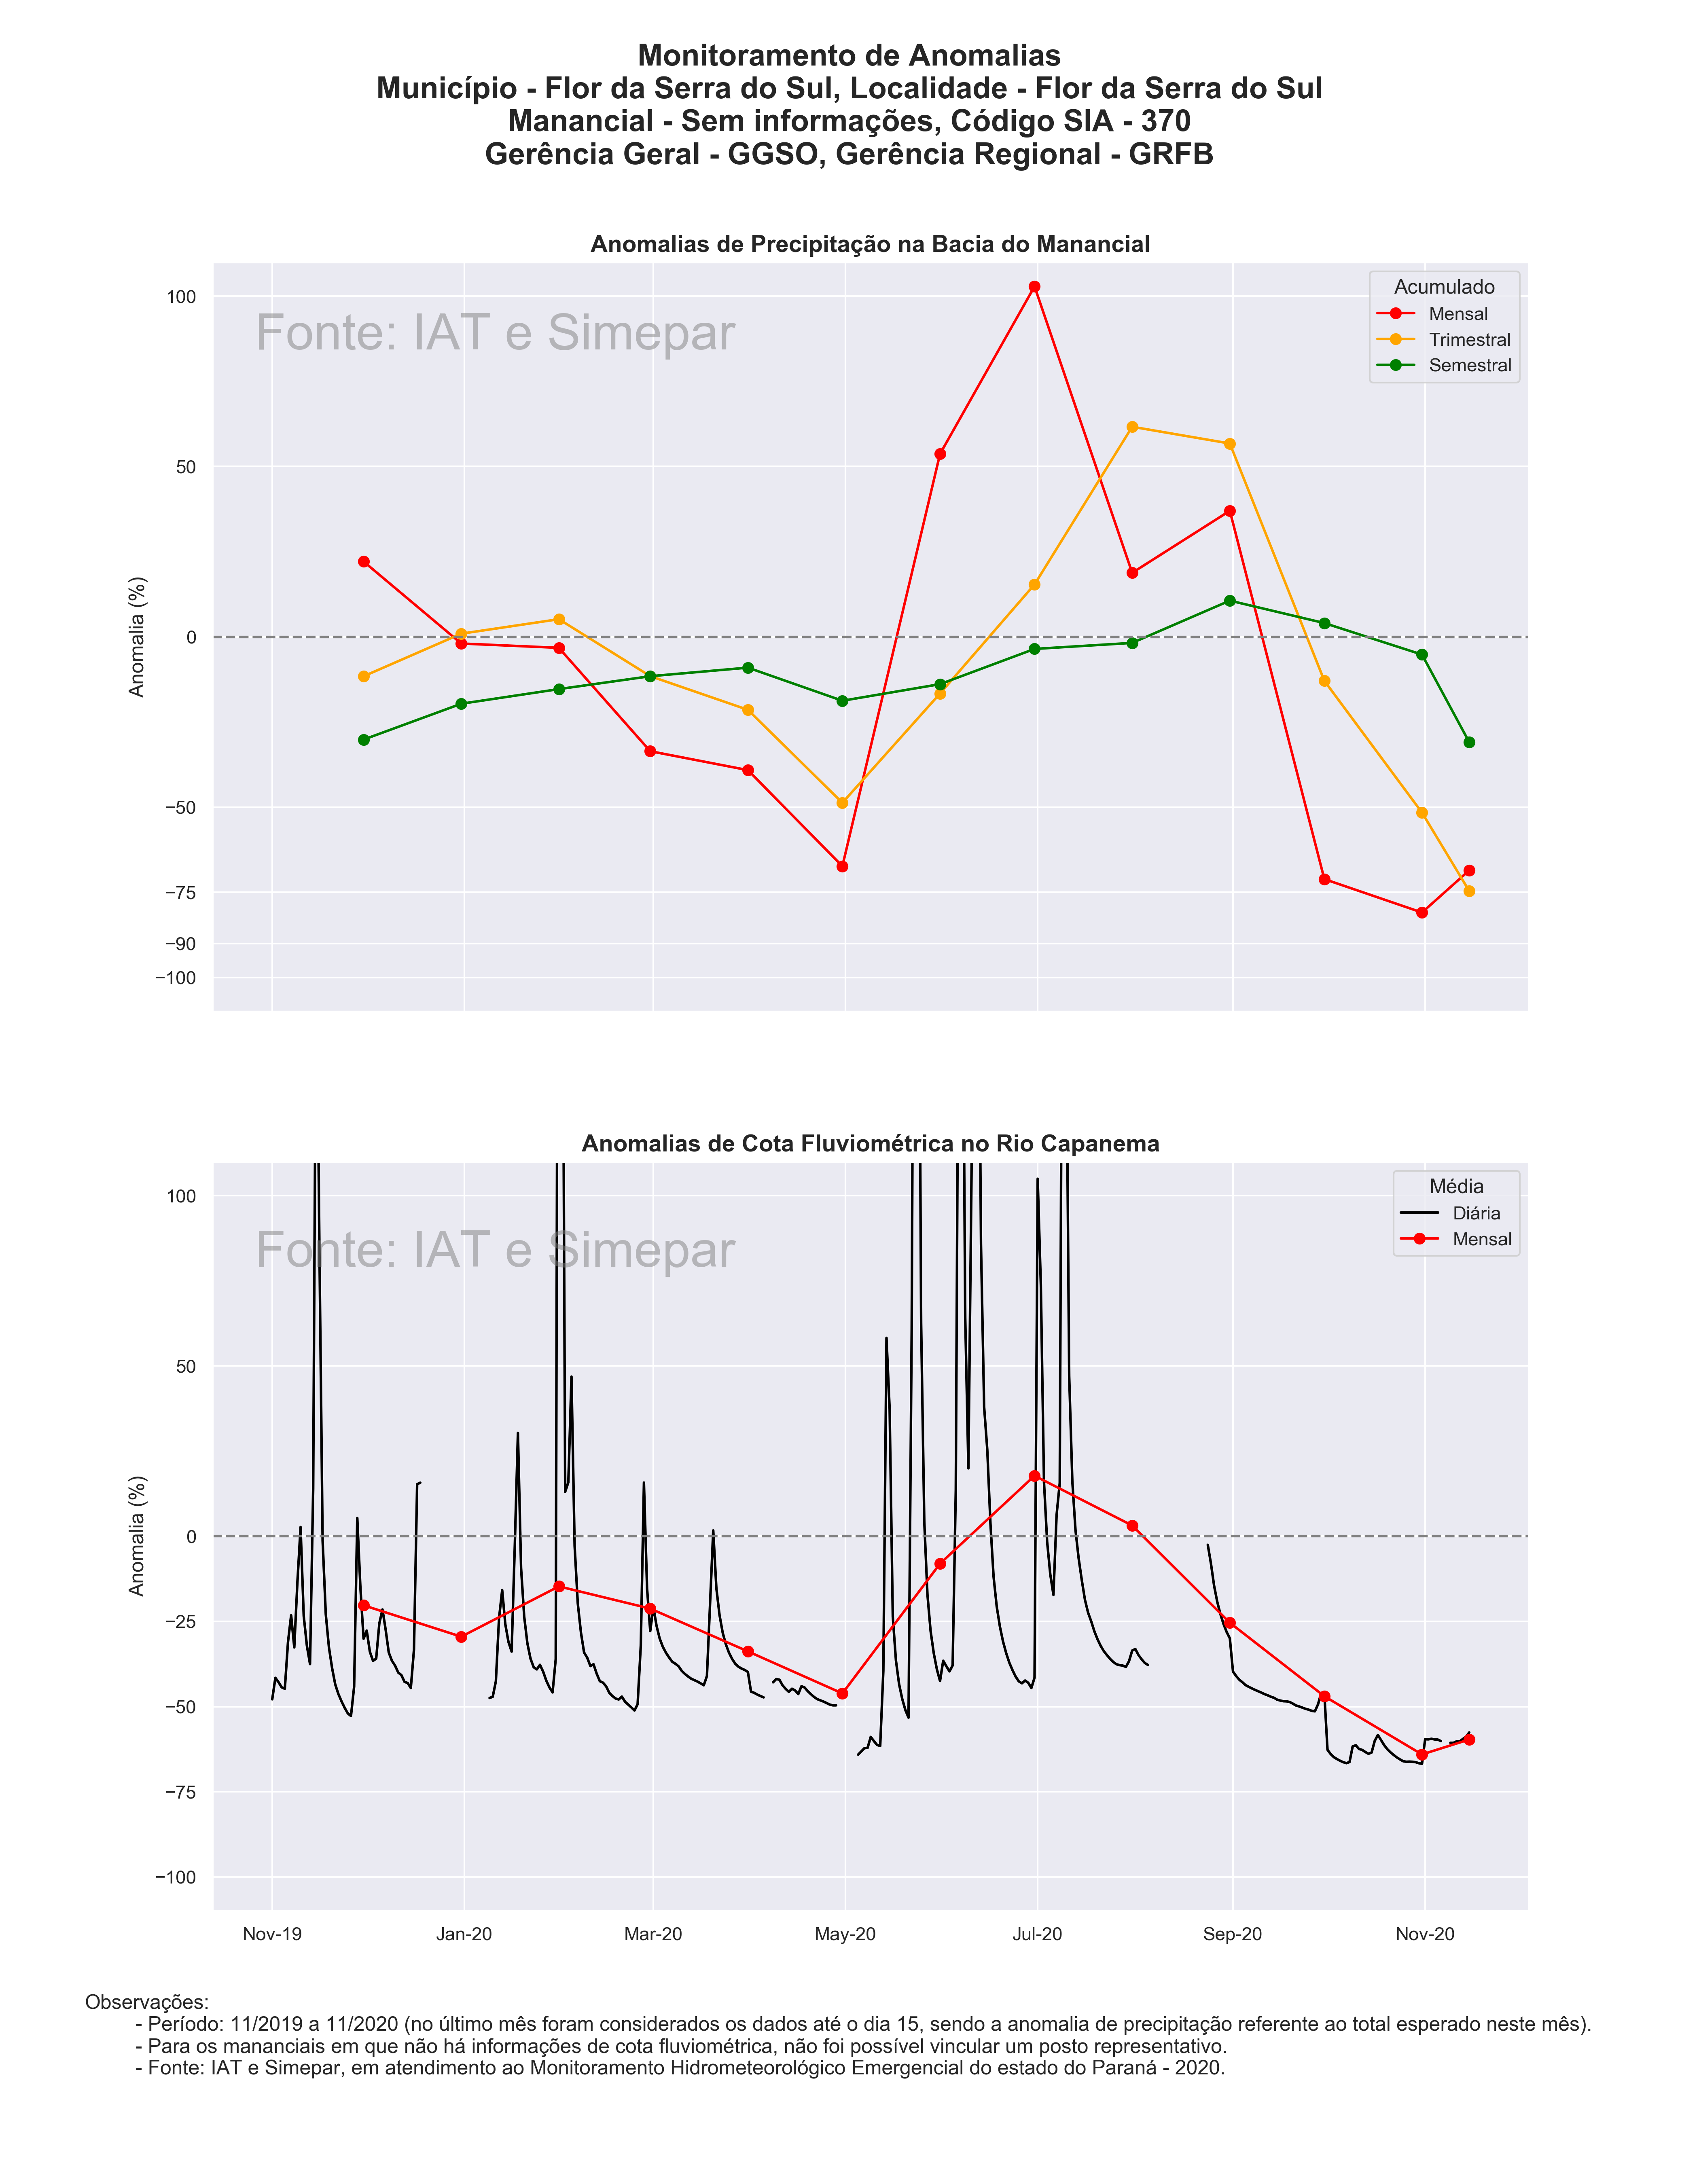 Monitoramento de Anomalias
Município - Flor da Serra do Sul, Localidade - Flor da Serra do Sul
Manancial - Sem informações, Código SIA - 370
Gerência Geral - GGSO, Gerência Regional - GRFB
Anomalias de Precipitação na Bacia do Manancial
Fonte: IAT e Simepar
Acumulado
Mensal
Trimestral
Semestral
Anomalia (%)
100
50
0
−50
−75
−90
−100
Anomalias de Cota Fluviométrica no Rio Capanema
Fonte: IAT e Simepar
Média
Diária
Mensal
Anomalia (%)
100
50
0
−25
−50
−75
−100
Nov-19 Jan-20 Mar-20 May-20 Jul-20 Sep-20 Nov-20
Observações:
- Período: 11/2019 a 11/2020 (no último mês foram considerados os dados até o dia 15, sendo a anomalia de precipitação referente ao total esperado neste mês).
- Para os mananciais em que não há informações de cota fluviométrica, não foi possível vincular um posto representativo.
- Fonte: IAT e Simepar, em atendimento ao Monitoramento Hidrometeorológico Emergencial do estado do Paraná - 2020.